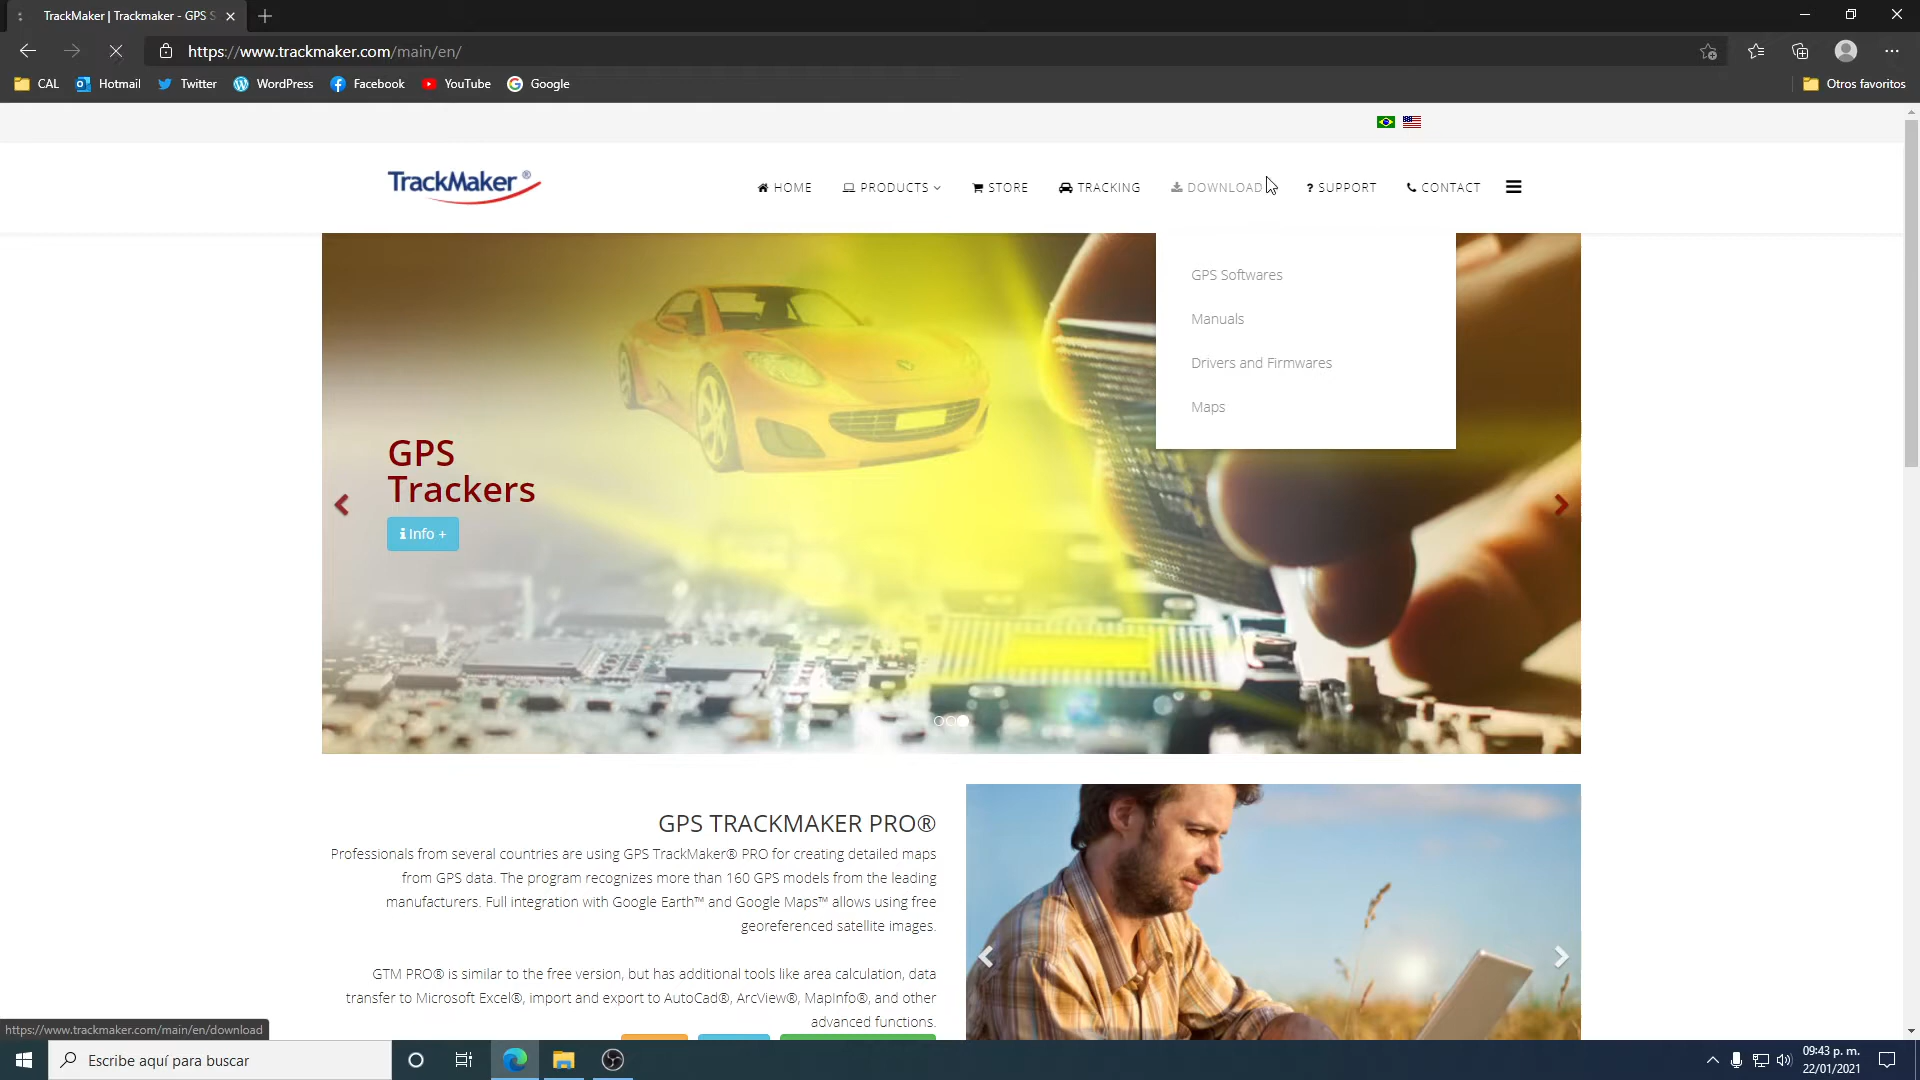 TrackMaker | Trackmaker - GPS S
https://www.trackmaker.com/main/en/
CAL Hotmail Twitter WordPress Facebook YouTube Google Otros favoritos
TrackMaker®
HOME PRODUCTS STORE TRACKING DOWNLOAD ? SUPPORT CONTACT
GPS Softwares
Manuals
Drivers and Firmwares
Maps
GPS
Trackers
Info +
GPS TRACKMAKER PRO®
Professionals from several countries are using GPS TrackMaker® PRO for creating detailed maps
from GPS data. The program recognizes more than 160 GPS models from the leading
manufacturers. Full integration with Google Earth™ and Google Maps™ allows using free
georeferenced satellite images.
GTM PRO® is similar to the free version, but has additional tools like area calculation, data
transfer to Microsoft Excel®, import and export to AutoCad®, ArcView®, MapInfo®, and other
advanced functions.
https://www.trackmaker.com/main/en/download
Escribe aquí para buscar
09:43 p. m.
22/01/2021